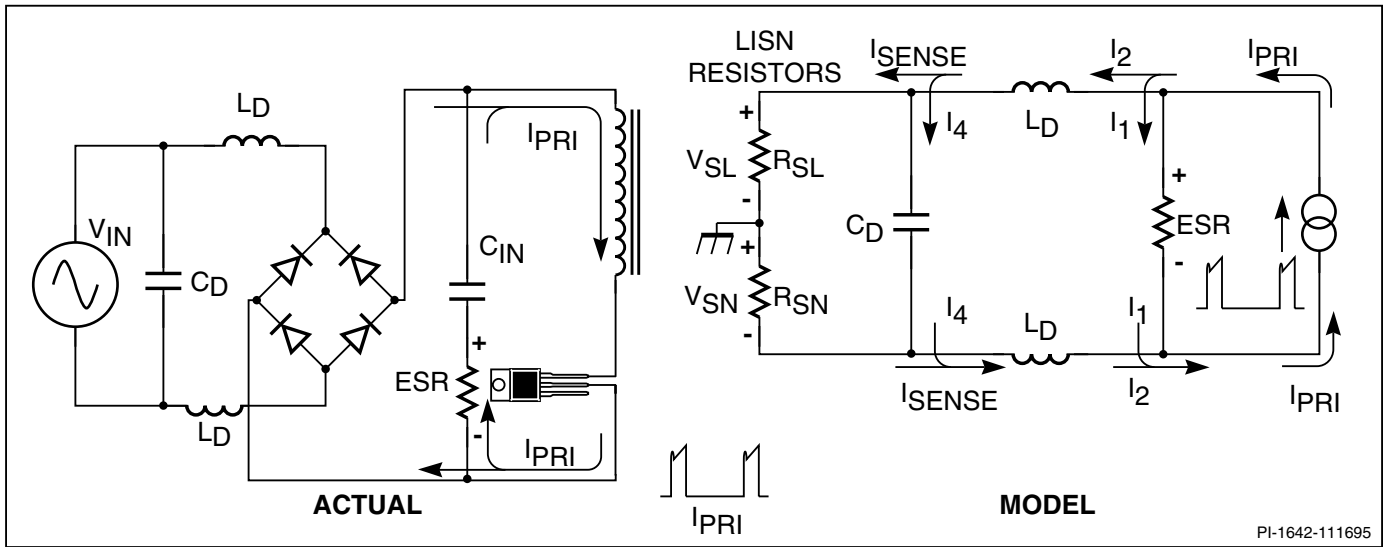 LD
VIN
CD
LD
IPRI
CIN
+
ESR
-
IPRI
ACTUAL
IPRI
LISN
RESISTORS
ISENSE
I2
IPRI
I4
LD
I1
+
VSL
RSL
-
+
VSN
RSN
-
CD
+
ESR
-
I4
LD
I1
ISENSE
I2
IPRI
MODEL
PI-1642-111695